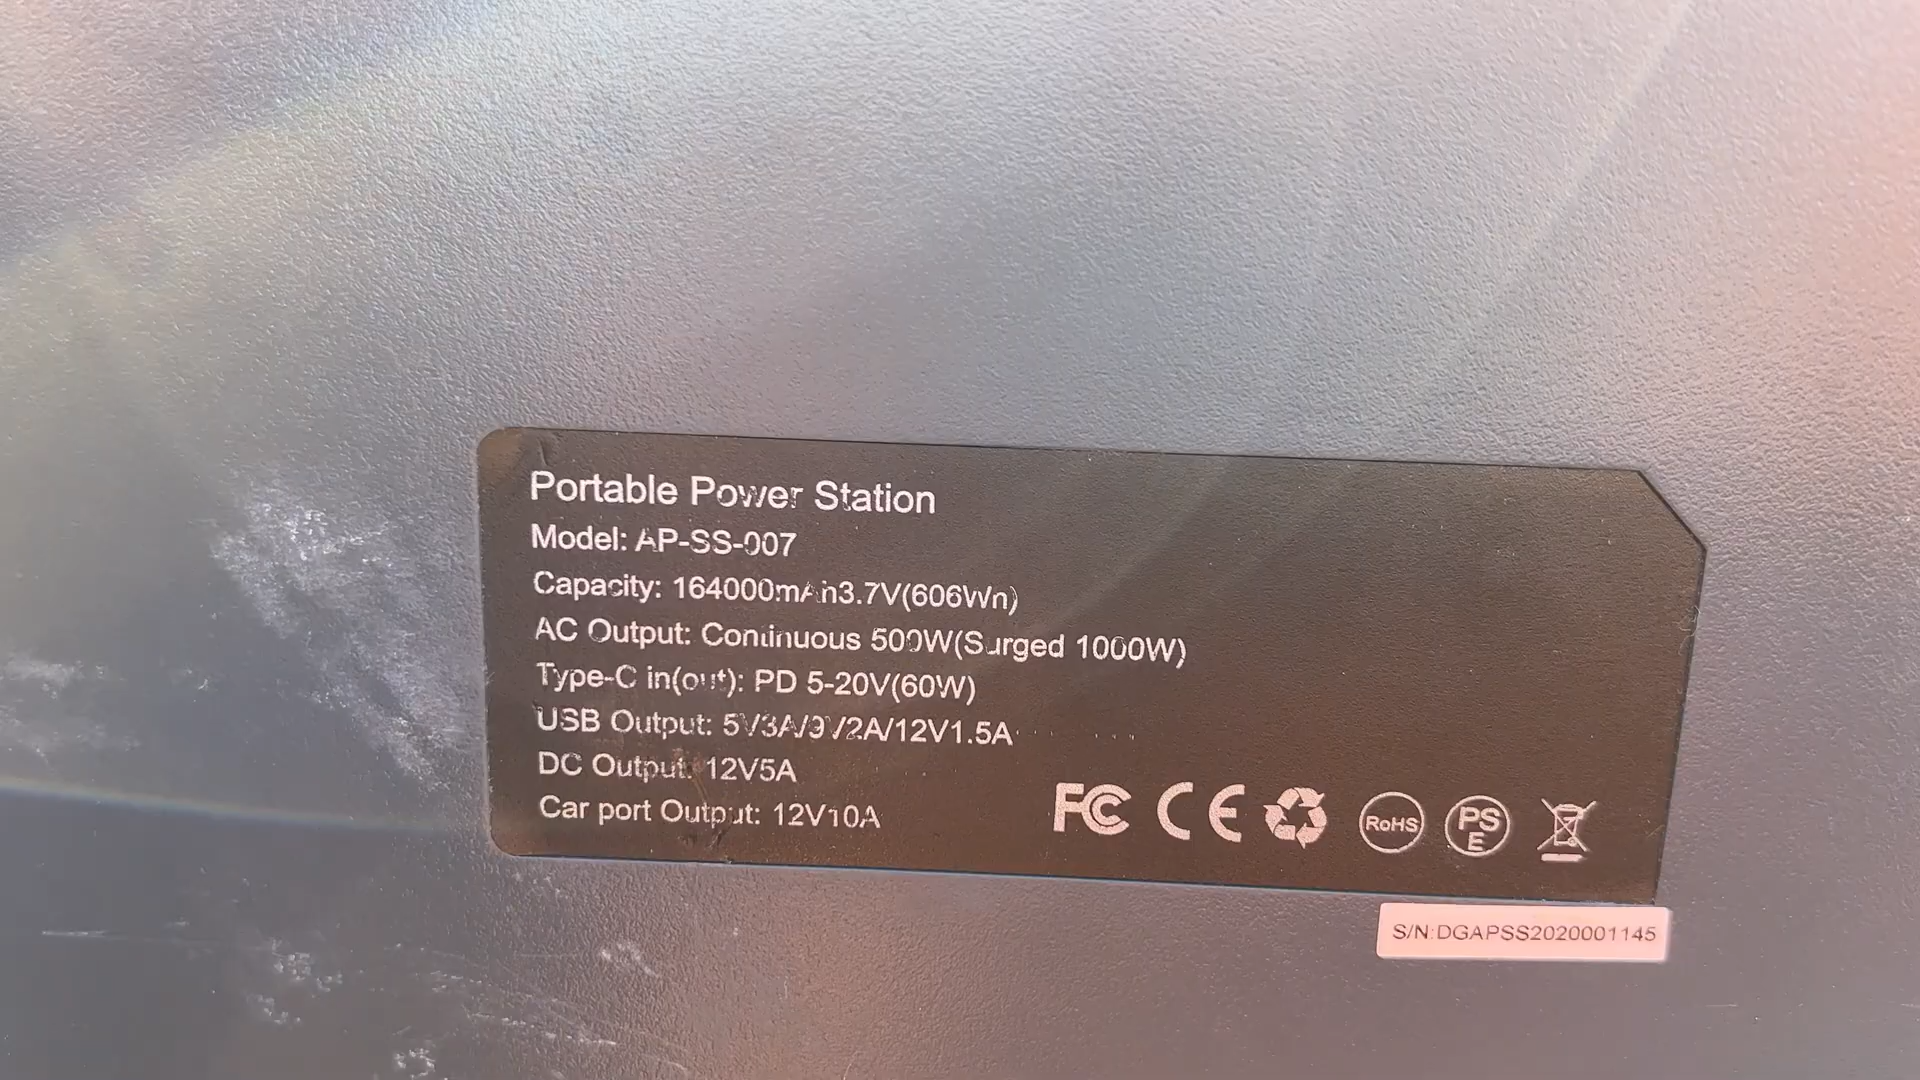 Portable Power Station
Model: AP-SS-007
Capacity: 164000mAh3.7V(606Wh)
AC Output: Continuous 500W(Surged 1000W)
Type-C in(out): PD 5-20V(60W)
USB Output: 5V3A/9V2A/12V1.5A
DC Output: 12V5A
Car port Output: 12V10A
FC CE RoHS PSE
S/N:DGAPSS2020001145